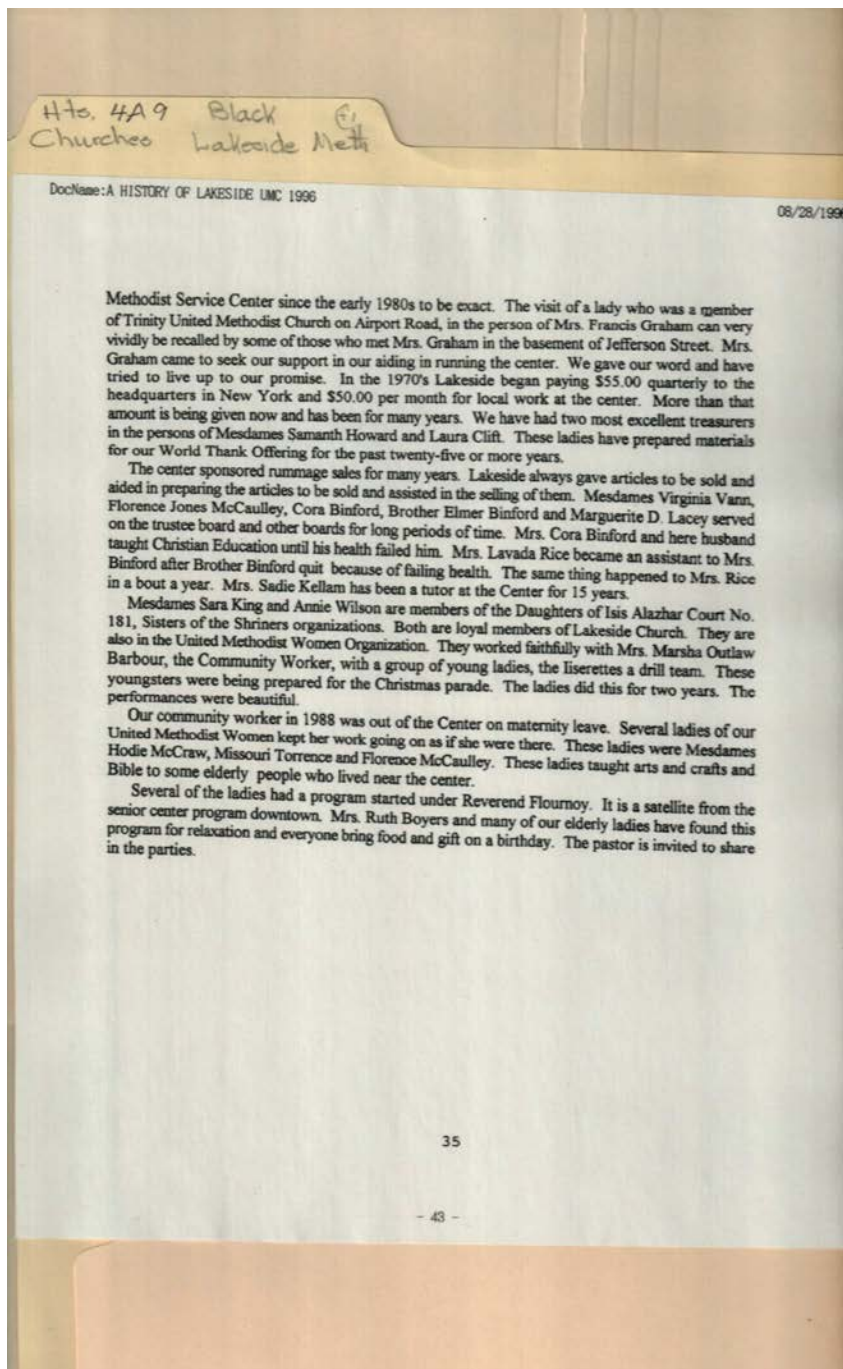 Hts. 4A9 Black
Churches Lakeside Meth
DocName:A HISTORY OF LAKESIDE UMC 1996
08/28/199
Methodist Service Center since the early 1980s to be exact. The visit of a lady who was a member
of Trinity United Methodist Church on Airport Road, in the person of Mrs. Francis Graham can very
vividly be recalled by some of those who met Mrs. Graham in the basement of Jefferson Street. Mrs.
Graham came to seek our support in our aiding in running the center. We gave our word and have
tried to live up to our promise. In the 1970's Lakeside began paying $55.00 quarterly to the
headquarters in New York and $50.00 per month for local work at the center. More than that
amount is being given now and has been for many years. We have had two most excellent treasurers
in the persons of Mesdames Samanth Howard and Laura Clift. These ladies have prepared materials
for our World Thank Offering for the past twenty-five or more years.
The center sponsored rummage sales for many years. Lakeside always gave articles to be sold and
aided in preparing the articles to be sold and assisted in the selling of them. Mesdames Virginia Vann,
Florence Jones McCaulley, Cora Binford, Brother Elmer Binford and Marguerite D. Lacey served
on the trustee board and other boards for long periods of time. Mrs. Cora Binford and here husband
taught Christian Education until his health failed him. Mrs. Lavada Rice became an assistant to Mrs.
Binford after Brother Binford quit because of failing health. The same thing happened to Mrs. Rice
in a bout a year. Mrs. Sadie Kellam has been a tutor at the Center for 15 years.
Mesdames Sara King and Annie Wilson are members of the Daughters of Isis Alazhar Court No.
181, Sisters of the Shriners organizations. Both are loyal members of Lakeside Church. They are
also in the United Methodist Women Organization. They worked faithfully with Mrs. Marsha Outlaw
Barbour, the Community Worker, with a group of young ladies, the Iiserettes a drill team. These
youngsters were being prepared for the Christmas parade. The ladies did this for two years. The
performances were beautiful.
Our community worker in 1988 was out of the Center on maternity leave. Several ladies of our
United Methodist Women kept her work going on as if she were there. These ladies were Mesdames
Hodie McCraw, Missouri Torrence and Florence McCaulley. These ladies taught arts and crafts and
Bible to some elderly people who lived near the center.
Several of the ladies had a program started under Reverend Flournoy. It is a satellite from the
senior center program downtown. Mrs. Ruth Boyers and many of our elderly ladies have found this
program for relaxation and everyone bring food and gift on a birthday. The pastor is invited to share
in the parties.
35
- 43 -